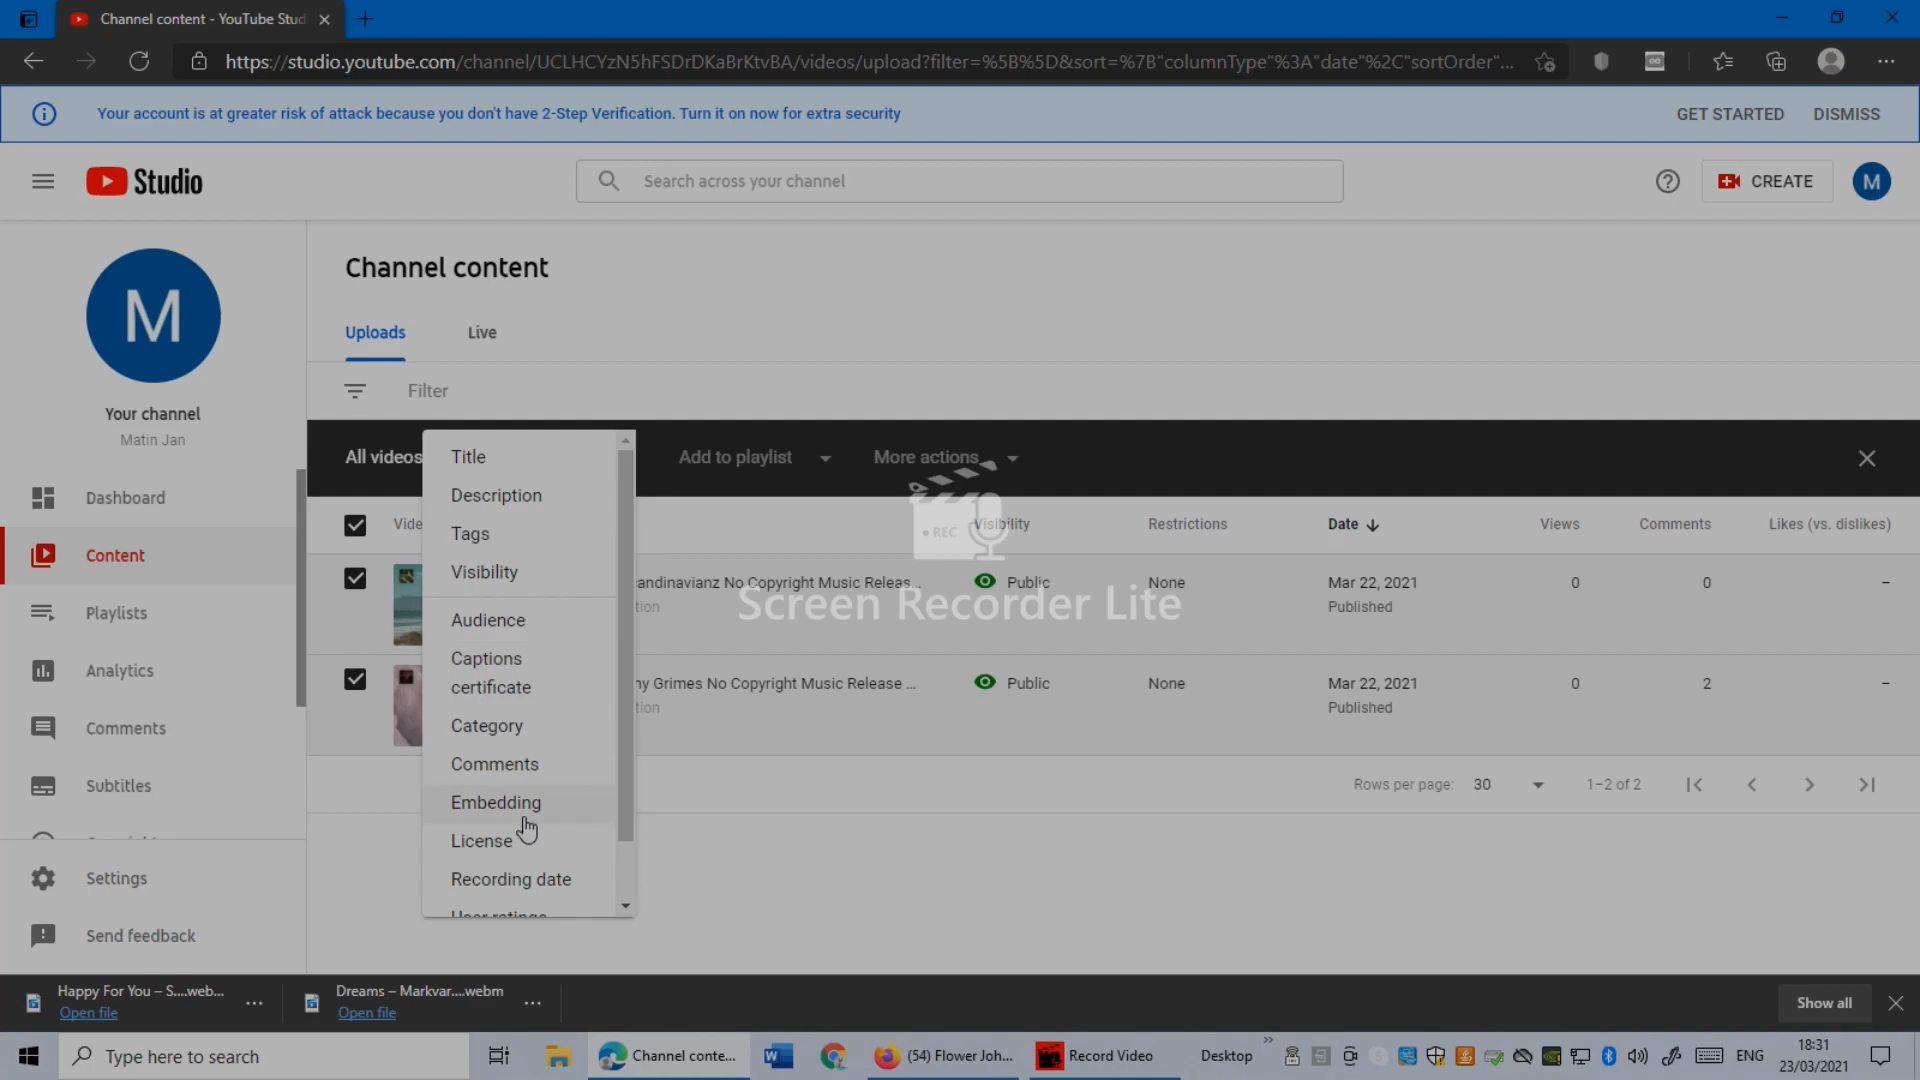 Channel content - YouTube Stud
https://studio.youtube.com/channel/UCLHCYzN5hFSDrDKaBrKtvBA/videos/upload?filter=%5B%5D&sort=%7B"columnType"%3A"date"%2C"sortOrder"...
Your account is at greater risk of attack because you don't have 2-Step Verification. Turn it on now for extra security
GET STARTED
DISMISS
Studio
Search across your channel
CREATE
M
M
Your channel
Matin Jan
Dashboard
Content
Playlists
Analytics
Comments
Subtitles
Settings
Send feedback
Channel content
Uploads
Live
Filter
All videos
Add to playlist
More actions
Title
Description
Tags
Visibility
Audience
Captions
certificate
Category
Comments
Embedding
License
Recording date
User ratings
Vide
Visibility
Restrictions
Date
Views
Comments
Likes (vs. dislikes)
candinavianz No Copyright Music Releas...
tion
Public
None
Mar 22, 2021
Published
0
0
–
ny Grimes No Copyright Music Release ...
tion
Public
None
Mar 22, 2021
Published
0
2
–
REC
Screen Recorder Lite
Rows per page:
30
1–2 of 2
Happy For You – S....web...
Open file
Dreams – Markvar....webm
Open file
Show all
Type here to search
Channel conte...
(54) Flower Joh...
Record Video
Desktop
ENG
18:31
23/03/2021